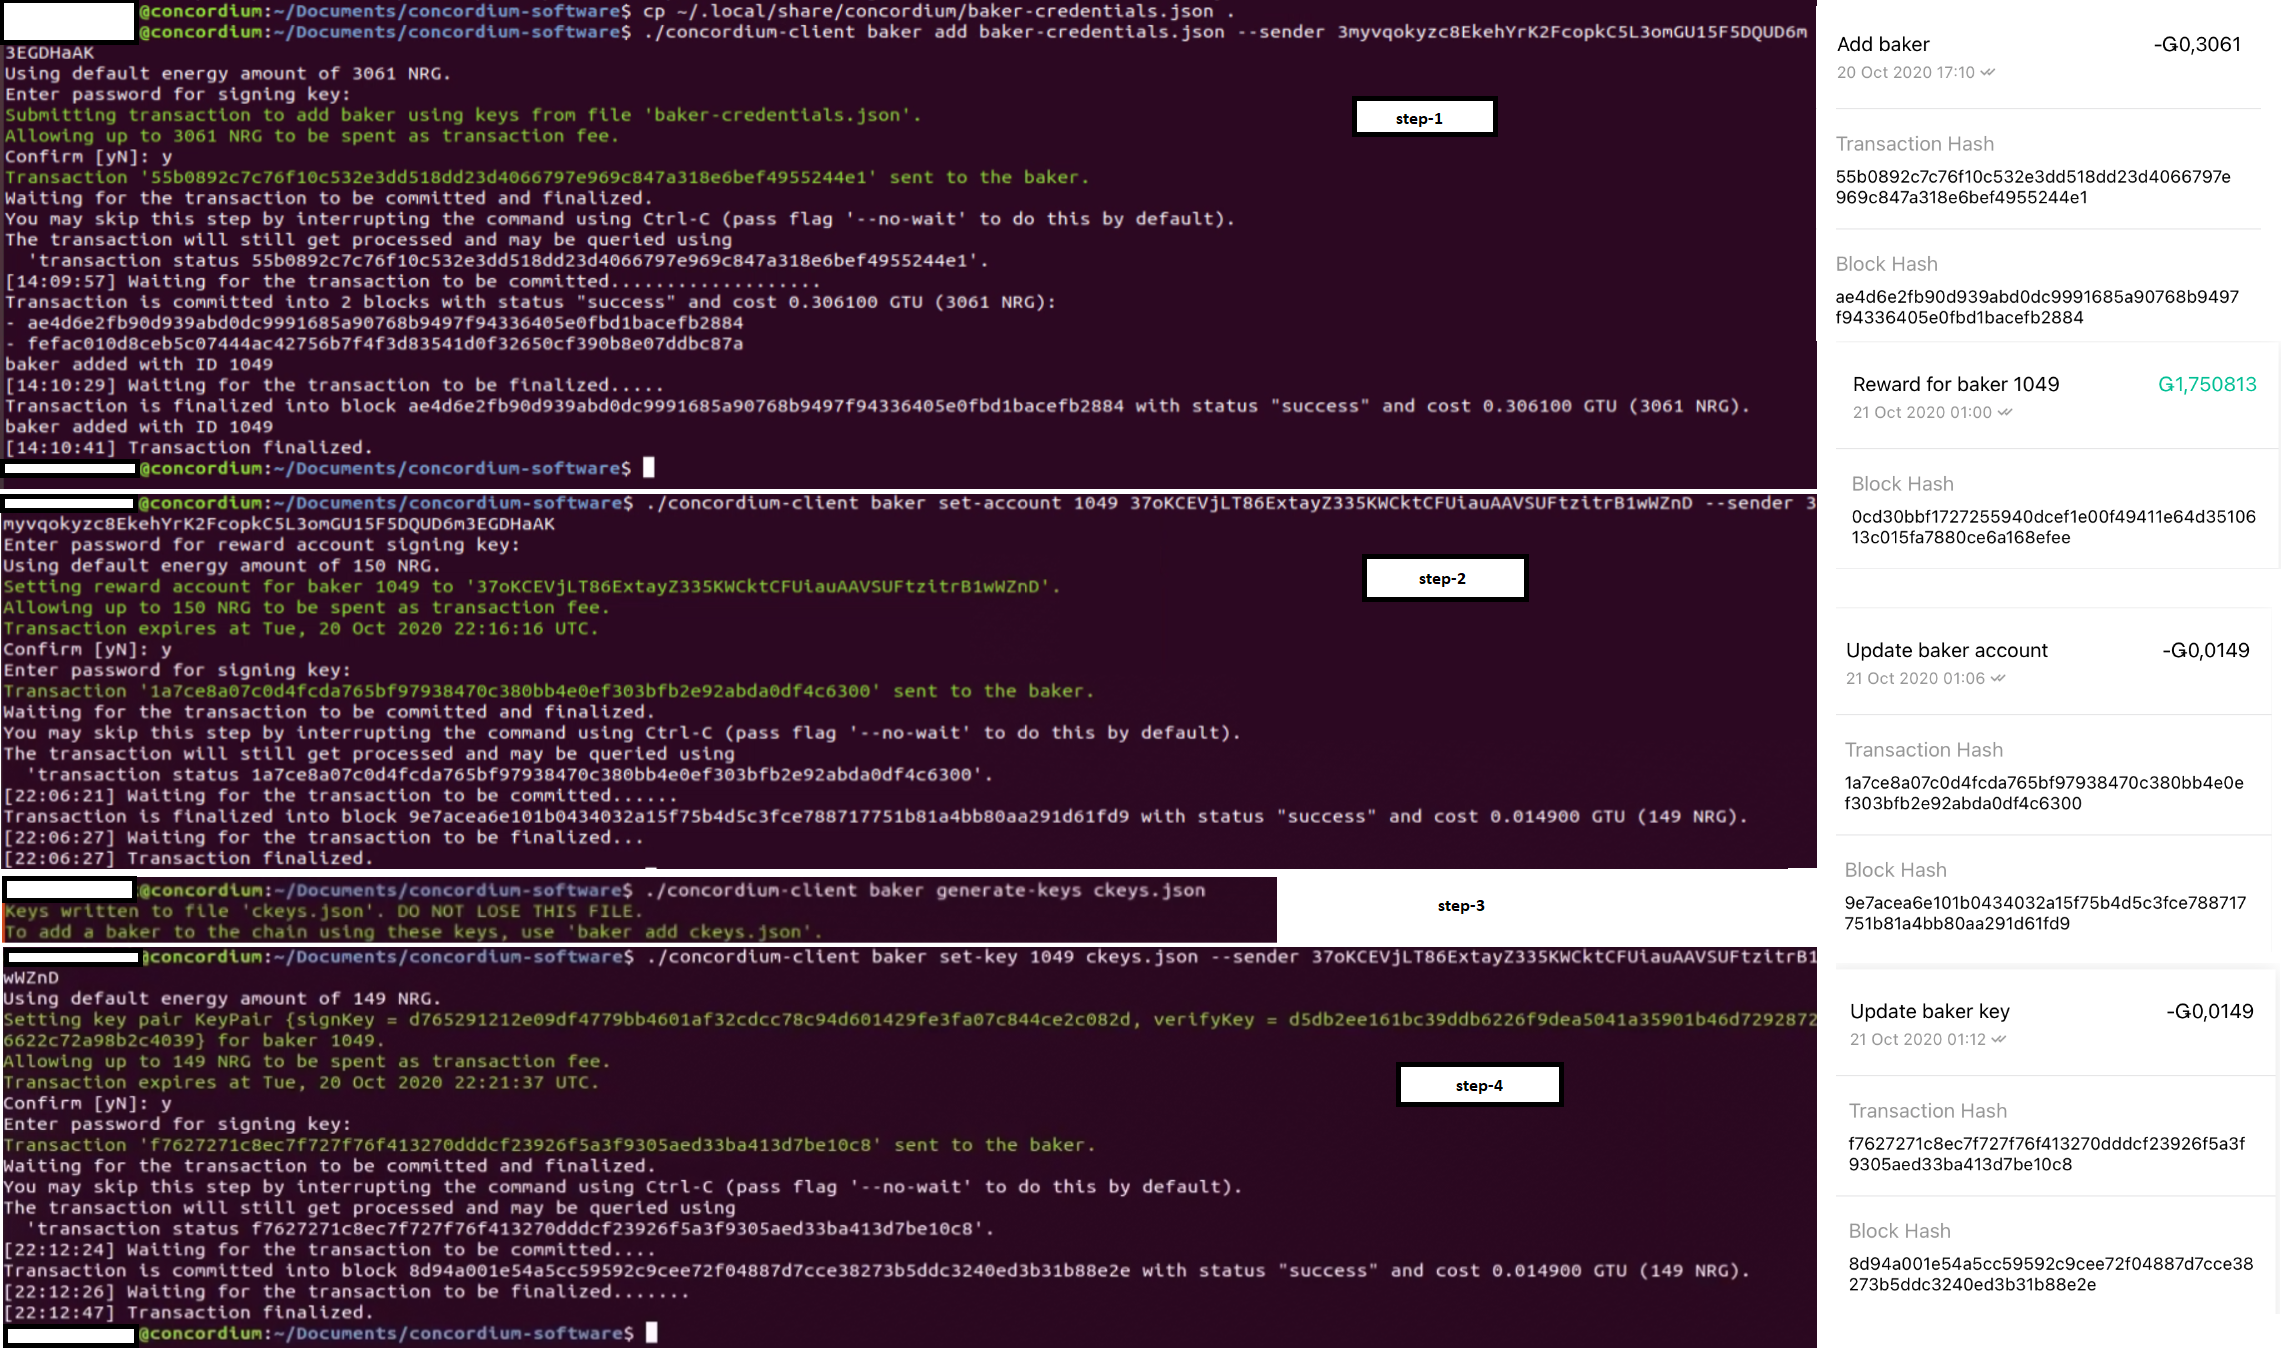 @concordium:~/Documents/concordium-software$ cp ~/.local/share/concordium/baker-credentials.json .
@concordium:~/Documents/concordium-software$ ./concordium-client baker add baker-credentials.json --sender 3myvqokyzc8EkehYrK2FcopkC5L3omGU15F5DQUD6m
3EGDHaAK
Using default energy amount of 3061 NRG.
Enter password for signing key:
Submitting transaction to add baker using keys from file 'baker-credentials.json'.
Allowing up to 3061 NRG to be spent as transaction fee.
Confirm [yN]: y
Transaction '55b0892c7c76f10c532e3dd518dd23d4066797e969c847a318e6bef4955244e1' sent to the baker.
Waiting for the transaction to be committed and finalized.
You may skip this step by interrupting the command using Ctrl-C (pass flag '--no-wait' to do this by default).
The transaction will still get processed and may be queried using
'transaction status 55b0892c7c76f10c532e3dd518dd23d4066797e969c847a318e6bef4955244e1'.
[14:09:57] Waiting for the transaction to be committed...................
Transaction is committed into 2 blocks with status "success" and cost 0.306100 GTU (3061 NRG):
- ae4d6e2fb90d939abd0dc9991685a90768b9497f94336405e0fbd1bacefb2884
- fefac010d8ceb5c07444ac42756b7f4f3d83541d0f32650cf390b8e07ddbc87a
baker added with ID 1049
[14:10:29] Waiting for the transaction to be finalized.....
Transaction is finalized into block ae4d6e2fb90d939abd0dc9991685a90768b9497f94336405e0fbd1bacefb2884 with status "success" and cost 0.306100 GTU (3061 NRG).
baker added with ID 1049
[14:10:41] Transaction finalized.
@concordium:~/Documents/concordium-software$
step-1
Add baker -G0,3061
20 Oct 2020 17:10
Transaction Hash
55b0892c7c76f10c532e3dd518dd23d4066797e
969c847a318e6bef4955244e1
Block Hash
ae4d6e2fb90d939abd0dc9991685a90768b9497
f94336405e0fbd1bacefb2884
Reward for baker 1049 G1,750813
21 Oct 2020 01:00
Block Hash
0cd30bbf1727255940dcef1e00f49411e64d35106
13c015fa7880ce6a168efee
@concordium:~/Documents/concordium-software$ ./concordium-client baker set-account 1049 37oKCEVjLT86ExtayZ335KWCktCFUiauAAVSUFtzitrB1wWZnD --sender 3
myvqokyzc8EkehYrK2FcopkC5L3omGU15F5DQUD6m3EGDHaAK
Enter password for reward account signing key:
Using default energy amount of 150 NRG.
Setting reward account for baker 1049 to '37oKCEVjLT86ExtayZ335KWCktCFUiauAAVSUFtzitrB1wWZnD'.
Allowing up to 150 NRG to be spent as transaction fee.
Transaction expires at Tue, 20 Oct 2020 22:16:16 UTC.
Confirm [yN]: y
Enter password for signing key:
Transaction '1a7ce8a07c0d4fcda765bf97938470c380bb4e0ef303bfb2e92abda0df4c6300' sent to the baker.
Waiting for the transaction to be committed and finalized.
You may skip this step by interrupting the command using Ctrl-C (pass flag '--no-wait' to do this by default).
The transaction will still get processed and may be queried using
'transaction status 1a7ce8a07c0d4fcda765bf97938470c380bb4e0ef303bfb2e92abda0df4c6300'.
[22:06:21] Waiting for the transaction to be committed......
Transaction is finalized into block 9e7acea6e101b0434032a15f75b4d5c3fce788717751b81a4bb80aa291d61fd9 with status "success" and cost 0.014900 GTU (149 NRG).
[22:06:27] Waiting for the transaction to be finalized...
[22:06:27] Transaction finalized.
step-2
Update baker account -G0,0149
21 Oct 2020 01:06
Transaction Hash
1a7ce8a07c0d4fcda765bf97938470c380bb4e0e
f303bfb2e92abda0df4c6300
Block Hash
9e7acea6e101b0434032a15f75b4d5c3fce788717
751b81a4bb80aa291d61fd9
@concordium:~/Documents/concordium-software$ ./concordium-client baker generate-keys ckeys.json
Keys written to file 'ckeys.json'. DO NOT LOSE THIS FILE.
To add a baker to the chain using these keys, use 'baker add ckeys.json'.
step-3
@concordium:~/Documents/concordium-software$ ./concordium-client baker set-key 1049 ckeys.json --sender 37oKCEVjLT86ExtayZ335KWCktCFUiauAAVSUFtzitrB1
wWZnD
Using default energy amount of 149 NRG.
Setting key pair KeyPair {signKey = d765291212e09df4779bb4601af32cdcc78c94d601429fe3fa07c844ce2c082d, verifyKey = d5db2ee161bc39ddb6226f9dea5041a35901b46d7292872
6622c72a98b2c4039} for baker 1049.
Allowing up to 149 NRG to be spent as transaction fee.
Transaction expires at Tue, 20 Oct 2020 22:21:37 UTC.
Confirm [yN]: y
Enter password for signing key:
Transaction 'f7627271c8ec7f727f76f413270dddcf23926f5a3f9305aed33ba413d7be10c8' sent to the baker.
Waiting for the transaction to be committed and finalized.
You may skip this step by interrupting the command using Ctrl-C (pass flag '--no-wait' to do this by default).
The transaction will still get processed and may be queried using
'transaction status f7627271c8ec7f727f76f413270dddcf23926f5a3f9305aed33ba413d7be10c8'.
[22:12:24] Waiting for the transaction to be committed....
Transaction is committed into block 8d94a001e54a5cc59592c9cee72f04887d7cce38273b5ddc3240ed3b31b88e2e with status "success" and cost 0.014900 GTU (149 NRG).
[22:12:26] Waiting for the transaction to be finalized.......
[22:12:47] Transaction finalized.
@concordium:~/Documents/concordium-software$
step-4
Update baker key -G0,0149
21 Oct 2020 01:12
Transaction Hash
f7627271c8ec7f727f76f413270dddcf23926f5a3f
9305aed33ba413d7be10c8
Block Hash
8d94a001e54a5cc59592c9cee72f04887d7cce38
273b5ddc3240ed3b31b88e2e